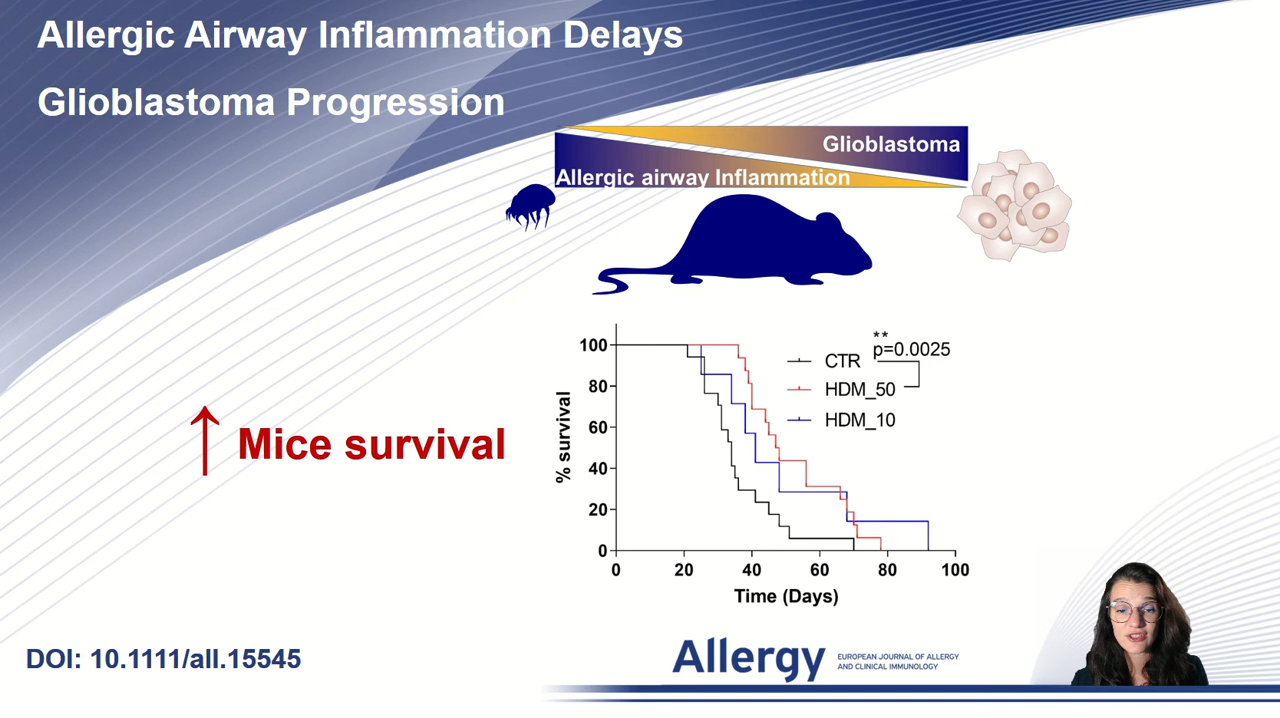 Allergic Airway Inflammation Delays
Glioblastoma Progression
Glioblastoma
Allergic airway Inflammation
↑ Mice survival
**
p=0.0025
CTR
HDM_50
HDM_10
% survival
100
80
60
40
20
0
0 20 40 60 80 100
Time (Days)
DOI: 10.1111/all.15545
Allergy
EUROPEAN JOURNAL OF ALLERGY
AND CLINICAL IMMUNOLOGY